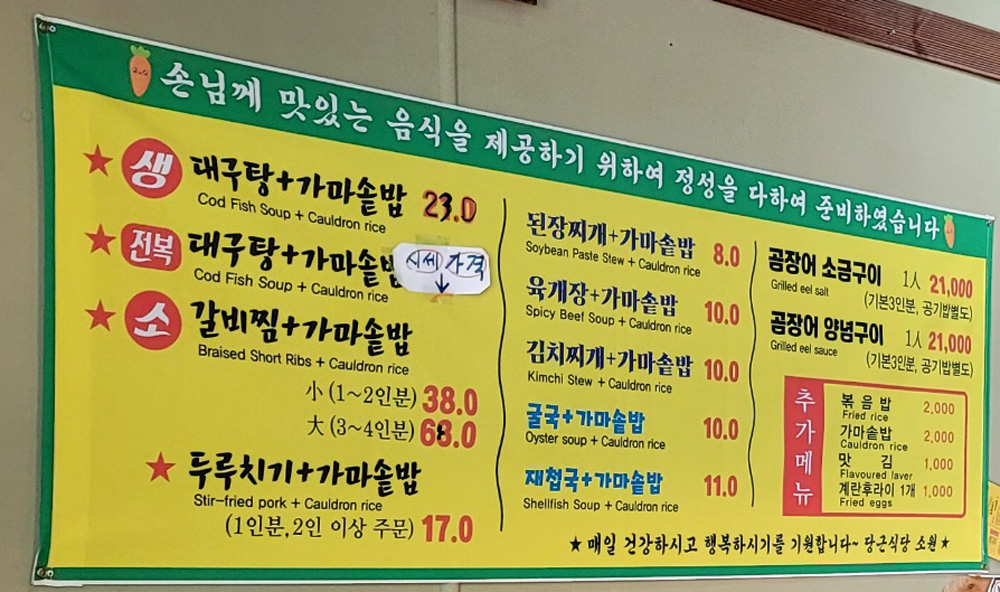 손님께 맛있는 음식을 제공하기 위하여 정성을 다하여 준비하였습니다
★ 생 대구탕+가마솥밥 23.0
Cod Fish Soup + Cauldron rice
★ 전복 대구탕+가마솥밥
Cod Fish Soup + Cauldron rice
시세 가격
↓
★ 소 갈비찜+가마솥밥
Braised Short Ribs + Cauldron rice
小 (1~2인분) 38.0
大 (3~4인분) 68.0
★ 두루치기+가마솥밥
Stir-fried pork + Cauldron rice
(1인분,2인 이상 주문) 17.0
된장찌개+가마솥밥 8.0
Soybean Paste Stew + Cauldron rice
육개장+가마솥밥 10.0
Spicy Beef Soup + Cauldron rice
김치찌개+가마솥밥 10.0
Kimchi Stew + Cauldron rice
굴국+가마솥밥 10.0
Oyster soup + Cauldron rice
재첩국+가마솥밥 11.0
Shellfish Soup + Cauldron rice
곰장어 소금구이 1人 21,000
Grilled eel salt
(기본3인분, 공기밥별도)
곰장어 양념구이 1人 21,000
Grilled eel sauce
(기본3인분, 공기밥별도)
추가메뉴
볶음밥 2,000
Fried rice
가마솥밥 2,000
Cauldron rice
맛 김 1,000
Flavoured laver
계란후라이 1개 1,000
Fried eggs
★ 매일 건강하시고 행복하시기를 기원합니다~ 당근식당 소원 ★